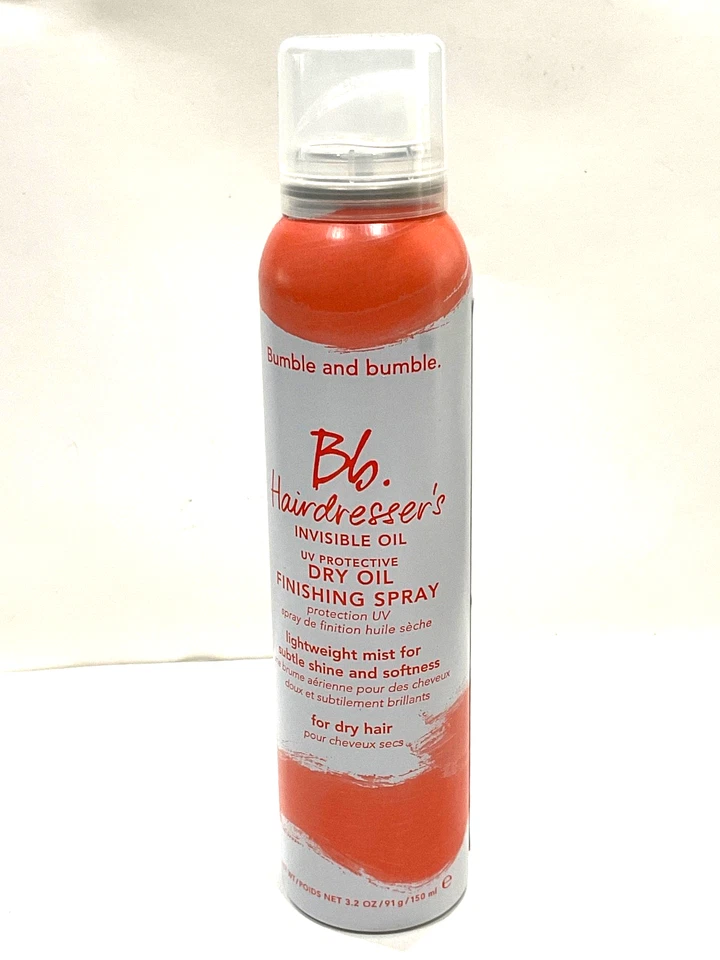 Bumble and bumble.
Bb.
Hairdresser's
INVISIBLE OIL
UV PROTECTIVE
DRY OIL
FINISHING SPRAY
protection UV
spray de finition huile sèche
lightweight mist for
subtle shine and softness
brume aérienne pour des cheveux
doux et subtilement brillants
for dry hair
pour cheveux secs
WT/POIDS NET 3.2 OZ/91 g/150 ml e